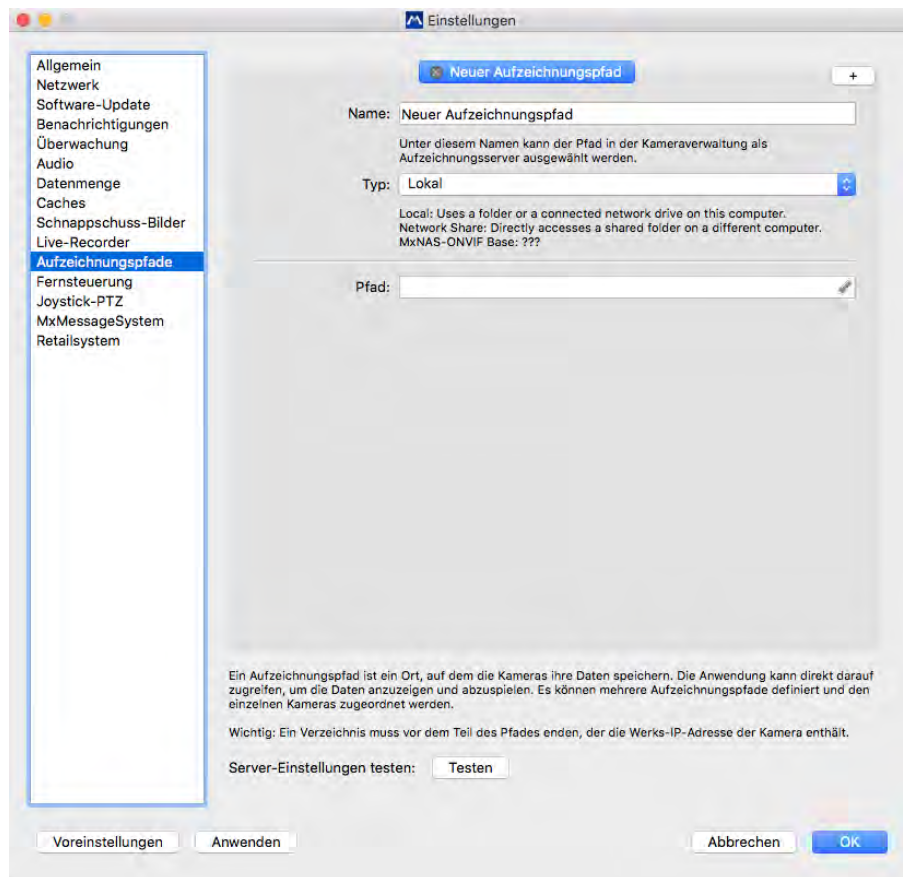 Einstellungen
Allgemein
Netzwerk
Software-Update
Benachrichtigungen
Überwachung
Audio
Datenmenge
Caches
Schnappschuss-Bilder
Live-Recorder
Aufzeichnungspfade
Fernsteuerung
Joystick-PTZ
MxMessageSystem
Retailsystem
Neuer Aufzeichnungspfad
+
Name: Neuer Aufzeichnungspfad
Unter diesem Namen kann der Pfad in der Kameraverwaltung als
Aufzeichnungsserver ausgewählt werden.
Typ: Lokal
Local: Uses a folder or a connected network drive on this computer.
Network Share: Directly accesses a shared folder on a different computer.
MxNAS-ONVIF Base: ???
Pfad:
Ein Aufzeichnungspfad ist ein Ort, auf dem die Kameras ihre Daten speichern. Die Anwendung kann direkt darauf
zugreifen, um die Daten anzuzeigen und abzuspielen. Es können mehrere Aufzeichnungspfade definiert und den
einzelnen Kameras zugeordnet werden.
Wichtig: Ein Verzeichnis muss vor dem Teil des Pfades enden, der die Werks-IP-Adresse der Kamera enthält.
Server-Einstellungen testen: Testen
Voreinstellungen Anwenden Abbrechen OK